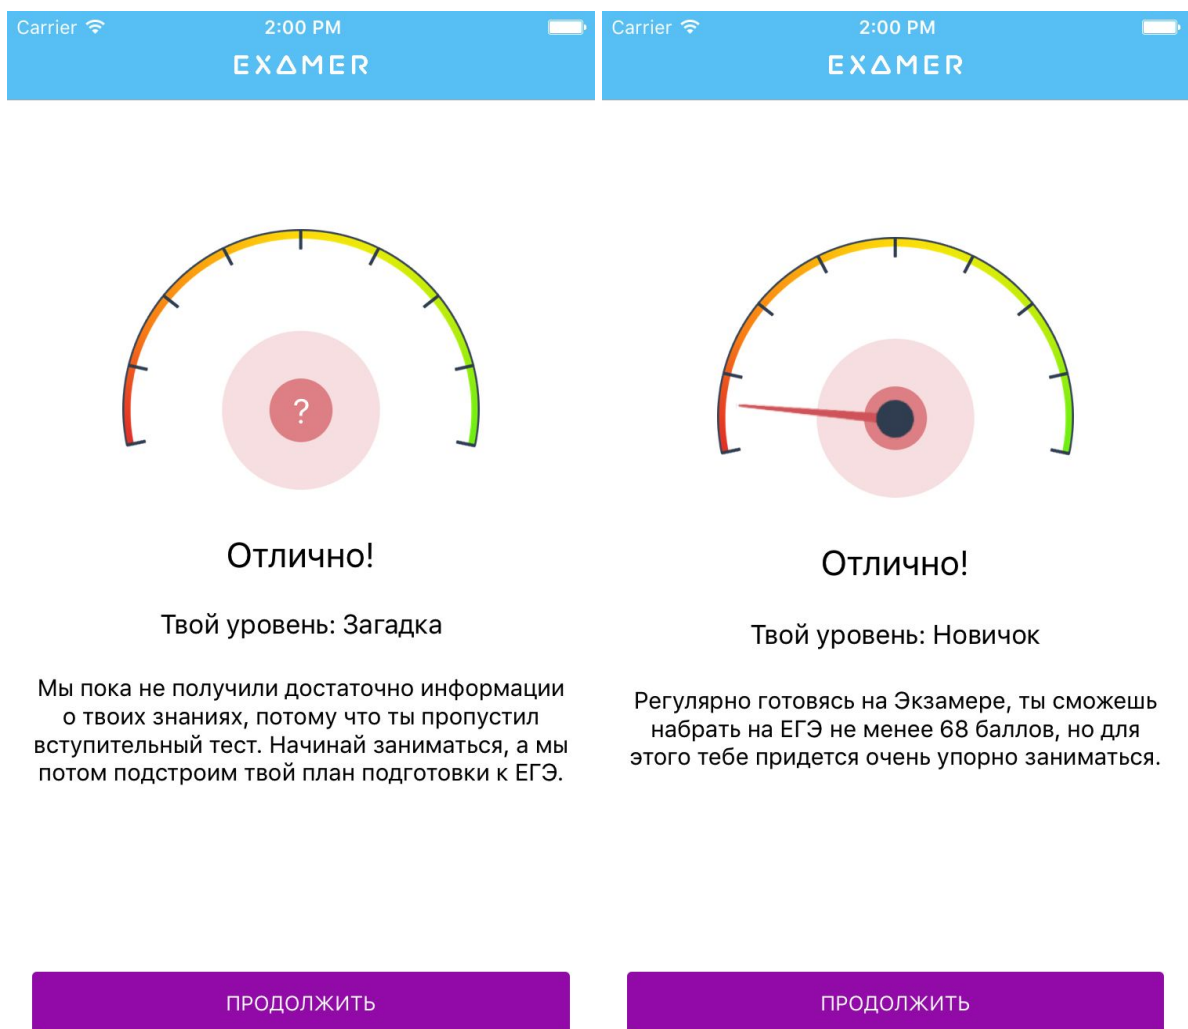 Carrier 2:00 PM
EXAMER
?
Отлично!
Твой уровень: Загадка
Мы пока не получили достаточно информации
о твоих знаниях, потому что ты пропустил
вступительный тест. Начинай заниматься, а мы
потом подстроим твой план подготовки к ЕГЭ.
ПРОДОЛЖИТЬ
Carrier 2:00 PM
EXAMER
Отлично!
Твой уровень: Новичок
Регулярно готовясь на Экзамере, ты сможешь
набрать на ЕГЭ не менее 68 баллов, но для
этого тебе придется очень упорно заниматься.
ПРОДОЛЖИТЬ